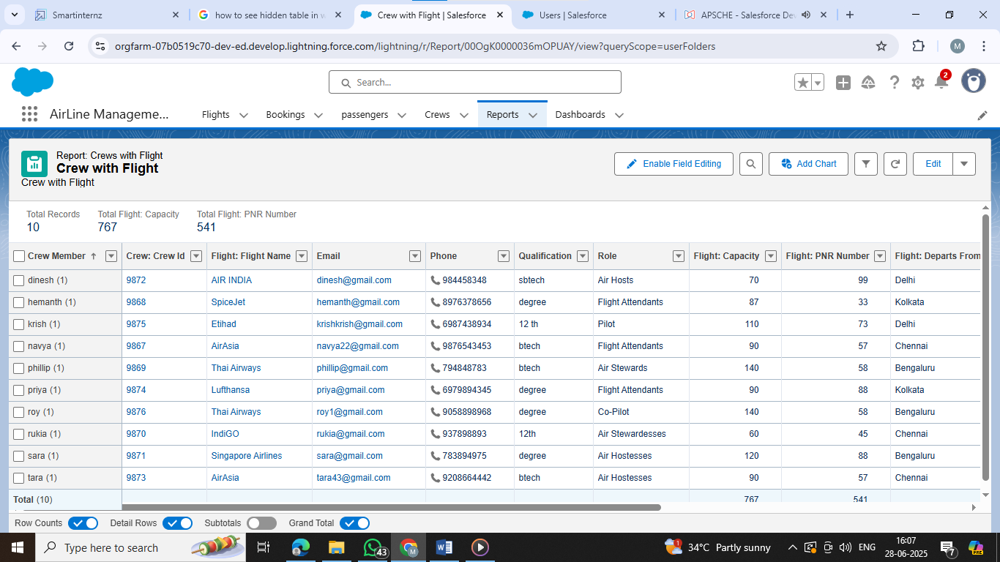 Smartinternz
how to see hidden table in w
Crew with Flight | Salesforce
Users | Salesforce
APSCHE - Salesforce Dev
orgfarm-07b0519c70-dev-ed.develop.lightning.force.com/lightning/r/Report/00OgK0000036mOPUAY/view?queryScope=userFolders
M
Search...
2
AirLine Manageme...
Flights
Bookings
passengers
Crews
Reports
Dashboards
Report: Crews with Flight
Crew with Flight
Crew with Flight
Enable Field Editing
Add Chart
Edit
Total Records Total Flight: Capacity Total Flight: PNR Number
10 767 541
Crew Member ↑ Crew: Crew Id Flight: Flight Name Email Phone Qualification Role Flight: Capacity Flight: PNR Number Flight: Departs From
dinesh (1) 9872 AIR INDIA dinesh@gmail.com 984458348 sbtech Air Hosts 70 99 Delhi
hemanth (1) 9868 SpiceJet hemanth@gmail.com 8976378656 degree Flight Attendants 87 33 Kolkata
krish (1) 9875 Etihad krishkrish@gmail.com 6987438934 12 th Pilot 110 73 Delhi
navya (1) 9867 AirAsia navya22@gmail.com 9876543453 btech Flight Attendants 90 57 Chennai
phillip (1) 9869 Thai Airways phillip@gmail.com 794848783 btech Air Stewards 140 58 Bengaluru
priya (1) 9874 Lufthansa priya@gmail.com 6979894345 degree Flight Attendants 90 88 Kolkata
roy (1) 9876 Thai Airways roy1@gmail.com 9058898968 degree Co-Pilot 140 58 Bengaluru
rukia (1) 9870 IndiGO rukia@gmail.com 937898893 12th Air Stewardesses 60 45 Chennai
sara (1) 9871 Singapore Airlines sara@gmail.com 783894975 degree Air Hostesses 120 88 Bengaluru
tara (1) 9873 AirAsia tara43@gmail.com 9208664442 btech Air Hostesses 90 57 Chennai
Total (10) 767 541
Row Counts Detail Rows Subtotals Grand Total
Type here to search
43
M
1
34°C Partly sunny
ENG
16:07
28-06-2025
7
PRE